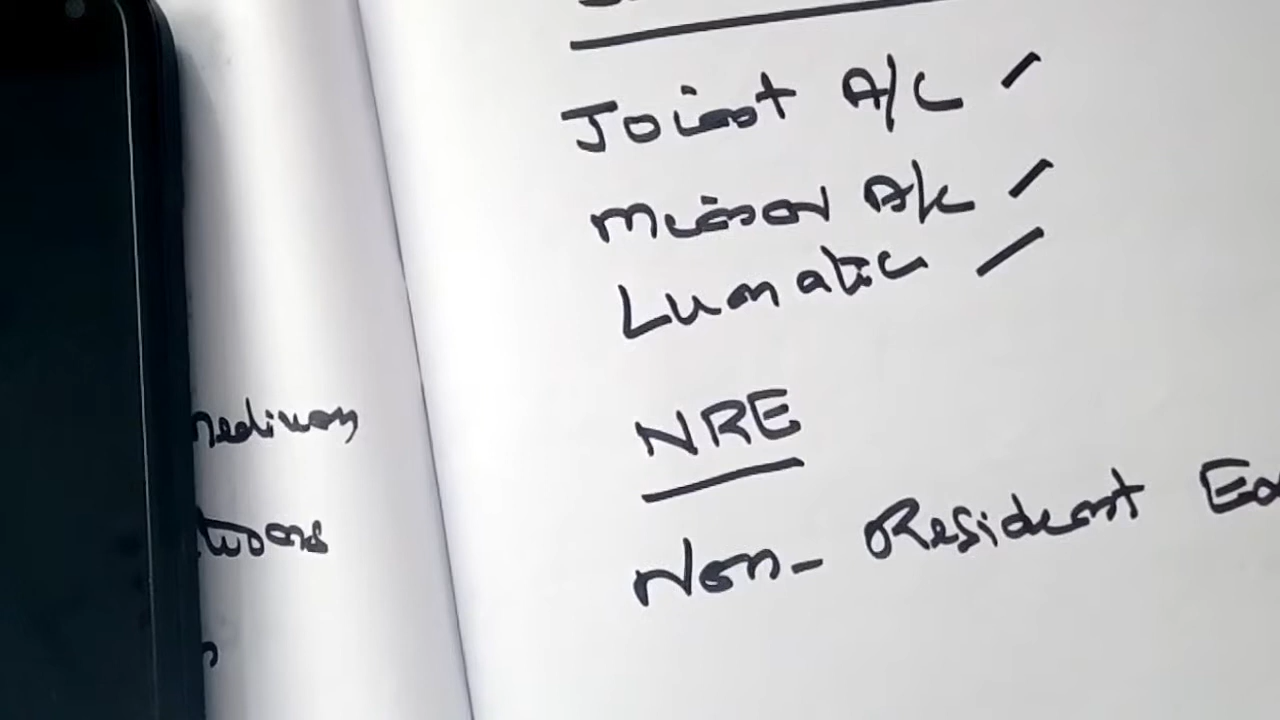 Joint A/C
Minor A/c
Lunatic
NRE
Non-Resident